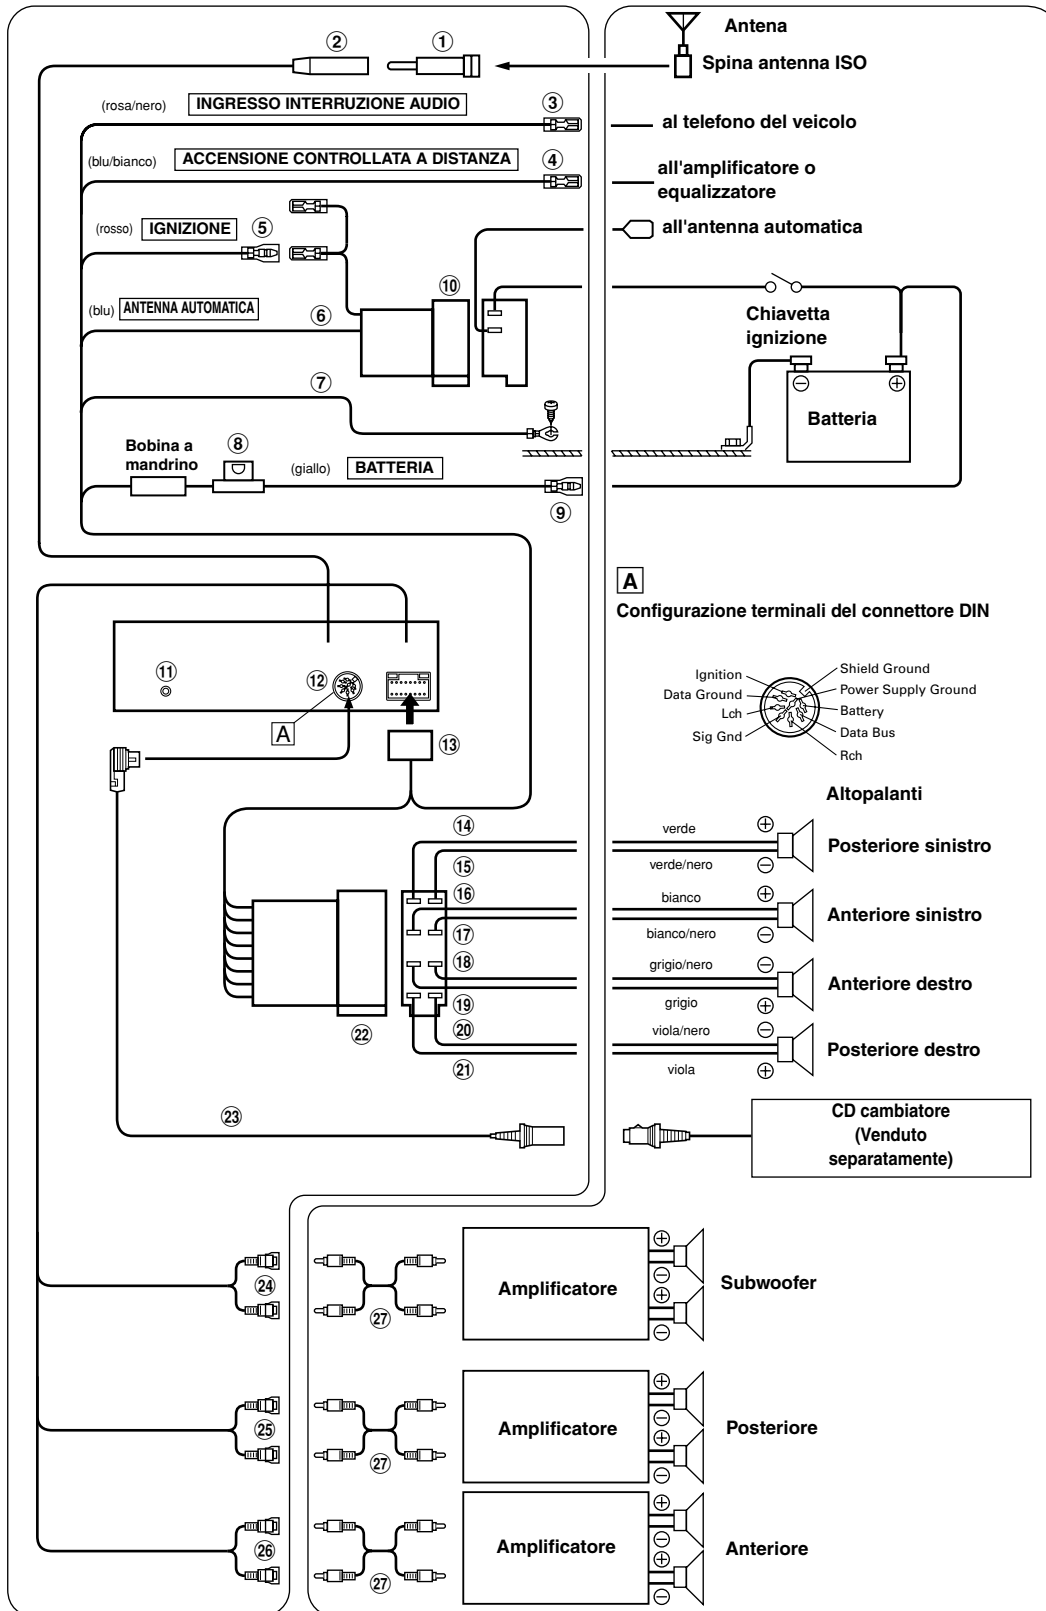 Antena
② ①
Spina antenna ISO
(rosa/nero) INGRESSO INTERRUZIONE AUDIO ③
al telefono del veicolo
(blu/bianco) ACCENSIONE CONTROLLATA A DISTANZA ④
all'amplificatore o
equalizzatore
(rosso) IGNIZIONE ⑤
all'antenna automatica
(blu) ANTENNA AUTOMATICA ⑥
⑩
Chiavetta
ignizione
⑦
⊖ ⊕
Batteria
Bobina a
mandrino
⑧
(giallo) BATTERIA
⑨
A
Configurazione terminali del connettore DIN
⑪
⑫
A
⑬
Ignition
Data Ground
Lch
Sig Gnd
Shield Ground
Power Supply Ground
Battery
Data Bus
Rch
Altopalanti
⑭ verde ⊕
Posteriore sinistro
⑮ verde/nero ⊖
⑯ bianco ⊕
Anteriore sinistro
⑰ bianco/nero ⊖
⑱ grigio/nero ⊖
Anteriore destro
⑲ grigio ⊕
⑳ viola/nero ⊖
㉒
Posteriore destro
㉑ viola ⊕
㉓
CD cambiatore
(Venduto
separatamente)
⊕
㉔ Amplificatore ⊖ Subwoofer
⊕
㉗ ⊖
⊕
㉕ Amplificatore ⊖ Posteriore
⊕
㉗ ⊖
⊕
㉖ Amplificatore ⊖ Anteriore
⊕
㉗ ⊖